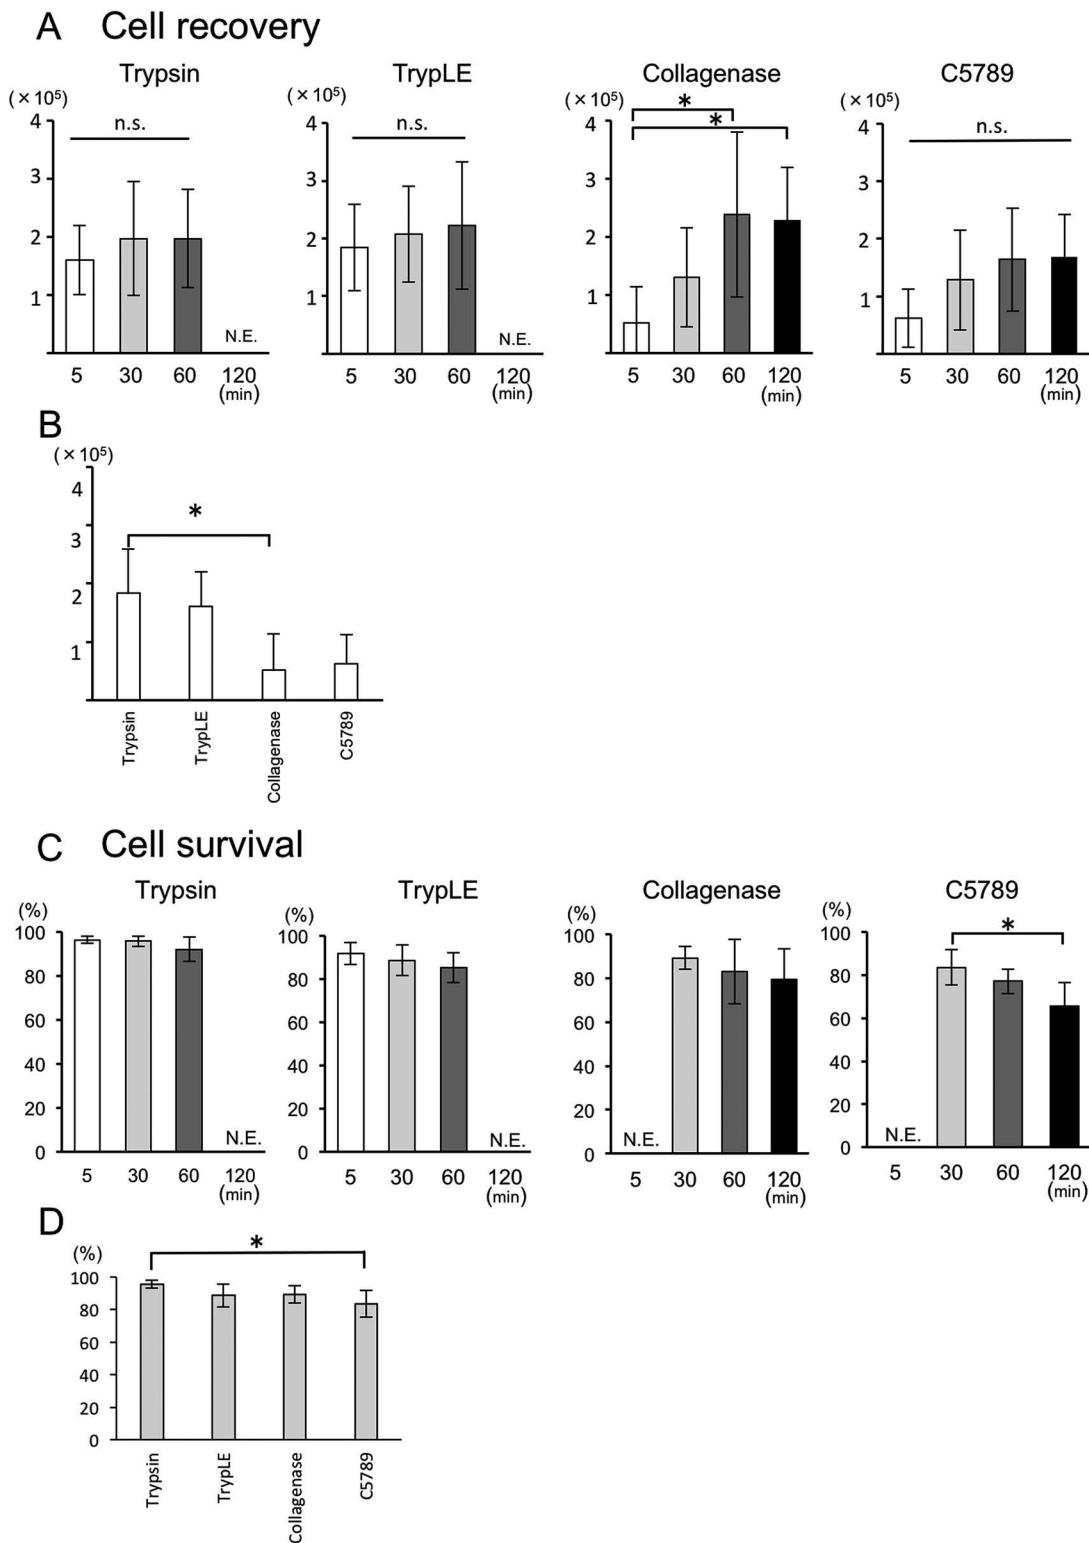 A Cell recovery
Trypsin TrypLE Collagenase C5789
(×10⁵) (×10⁵) (×10⁵) (×10⁵)
n.s. n.s. * * n.s.
4 4 4 4
3 3 3 3
2 2 2 2
1 1 1 1
N.E. N.E.
5 30 60 120 5 30 60 120 5 30 60 120 5 30 60 120
(min) (min) (min) (min)
B
(×10⁵)
4
*
3
2
1
Trypsin TrypLE Collagenase C5789
C Cell survival
Trypsin TrypLE Collagenase C5789
(%) (%) (%) (%)
*
100 100 100 100
80 80 80 80
60 60 60 60
40 40 40 40
20 20 20 20
N.E. N.E. N.E. N.E.
0 0 0 0
5 30 60 120 5 30 60 120 5 30 60 120 5 30 60 120
(min) (min) (min) (min)
D
(%)
*
100
80
60
40
20
0
Trypsin TrypLE Collagenase C5789